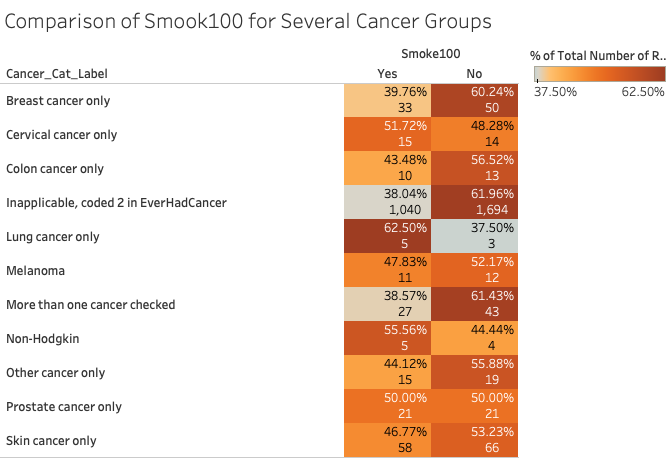 Comparison of Smook100 for Several Cancer Groups
Smoke100
% of Total Number of R..
Cancer_Cat_Label Yes No
37.50% 62.50%
Breast cancer only 39.76% 60.24%
33 50
Cervical cancer only 51.72% 48.28%
15 14
Colon cancer only 43.48% 56.52%
10 13
Inapplicable, coded 2 in EverHadCancer 38.04% 61.96%
1,040 1,694
Lung cancer only 62.50% 37.50%
5 3
Melanoma 47.83% 52.17%
11 12
More than one cancer checked 38.57% 61.43%
27 43
Non-Hodgkin 55.56% 44.44%
5 4
Other cancer only 44.12% 55.88%
15 19
Prostate cancer only 50.00% 50.00%
21 21
Skin cancer only 46.77% 53.23%
58 66